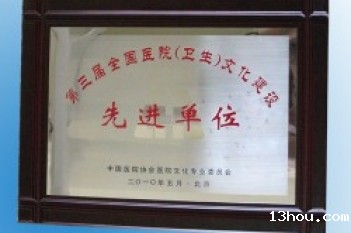 第三届全国医院(卫生)文化建设
先进单位
中国医院协会医院文化专业委员会
二〇一〇年五月·北京
13hou.com